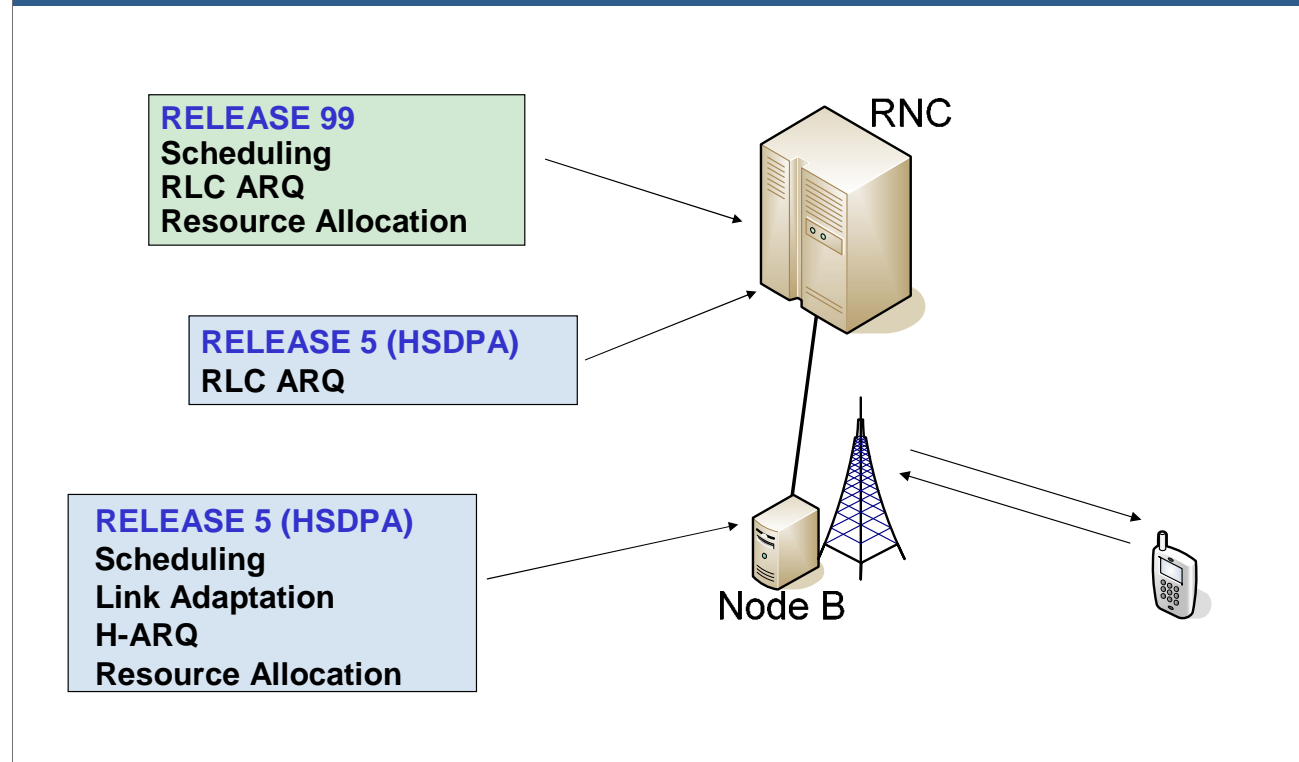 RELEASE 99
Scheduling
RLC ARQ
Resource Allocation
RNC
RELEASE 5 (HSDPA)
RLC ARQ
RELEASE 5 (HSDPA)
Scheduling
Link Adaptation
H-ARQ
Resource Allocation
Node B